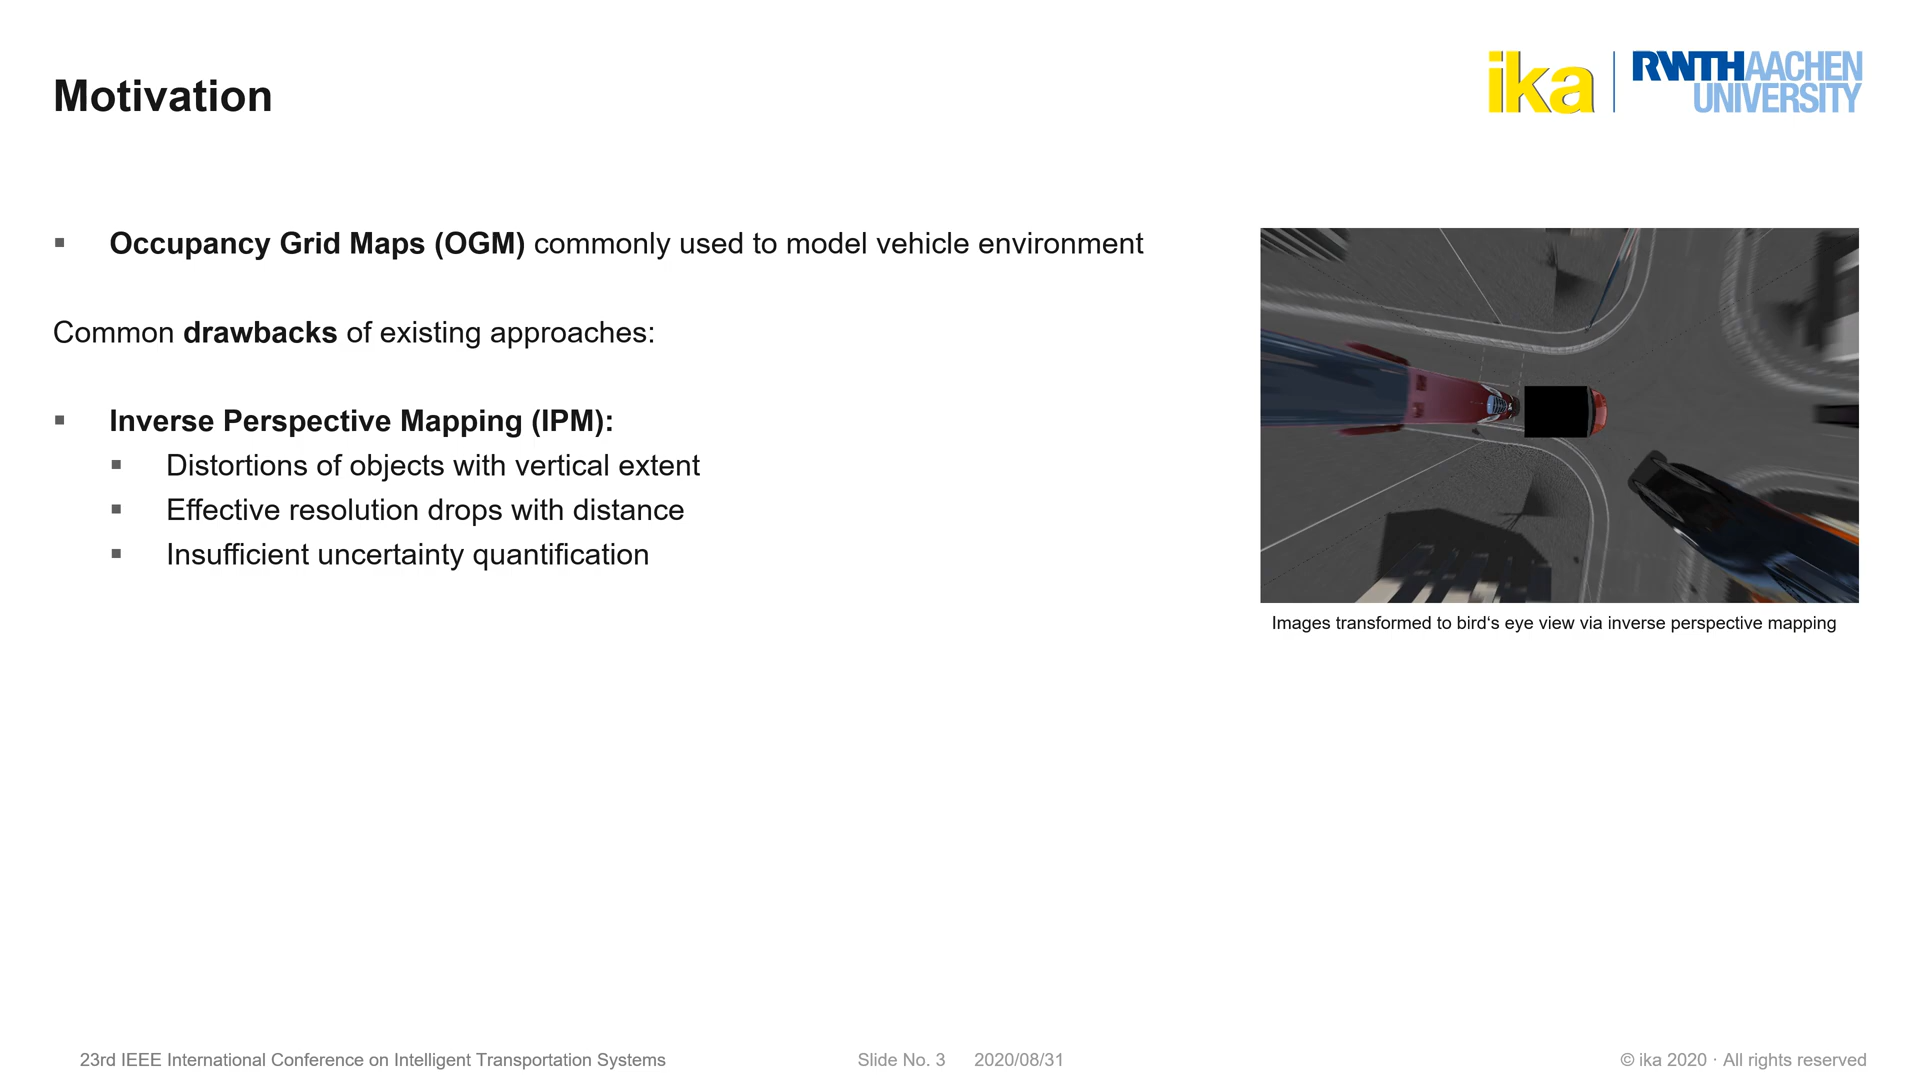 Motivation
ika
RWTHAACHEN
UNIVERSITY
▪ Occupancy Grid Maps (OGM) commonly used to model vehicle environment
Common drawbacks of existing approaches:
▪ Inverse Perspective Mapping (IPM):
▪ Distortions of objects with vertical extent
▪ Effective resolution drops with distance
▪ Insufficient uncertainty quantification
Images transformed to bird‘s eye view via inverse perspective mapping
23rd IEEE International Conference on Intelligent Transportation Systems
Slide No. 3 2020/08/31
© ika 2020 · All rights reserved